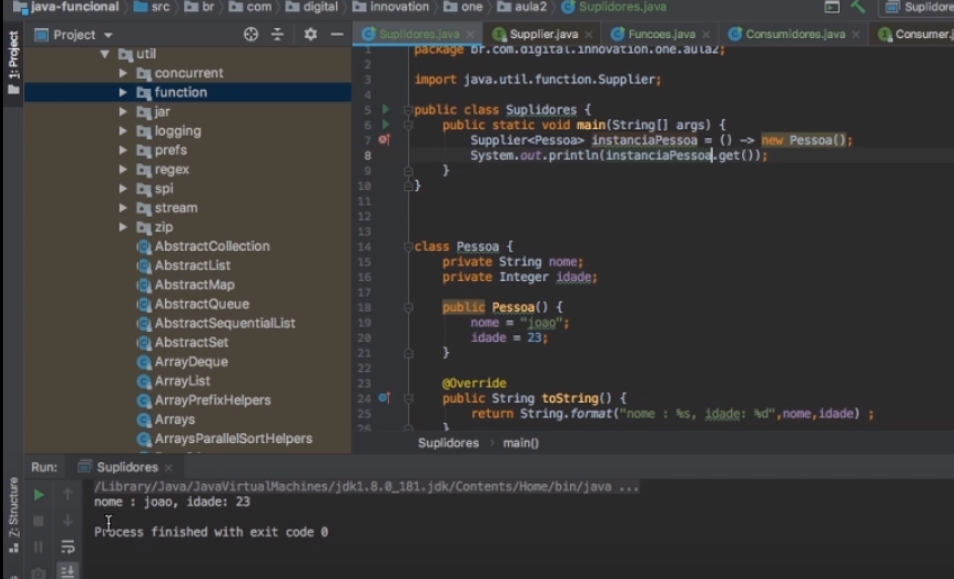 java-funcional src br com digital innovation one aula2 Suplidores.java Suplidore
1: Project
Project
Suplidores.java Supplier.java Funcoes.java Consumidores.java Consumer.j
util
concurrent
function
jar
logging
prefs
regex
spi
stream
zip
AbstractCollection
AbstractList
AbstractMap
AbstractQueue
AbstractSequentialList
AbstractSet
ArrayDeque
ArrayList
ArrayPrefixHelpers
Arrays
ArraysParallelSortHelpers
1 package br.com.digital.innovation.one.aula2;
2
3 import java.util.function.Supplier;
4
5 public class Suplidores {
6 public static void main(String[] args) {
7 Supplier<Pessoa> instanciaPessoa = () -> new Pessoa();
8 System.out.println(instanciaPessoa.get());
9 }
10 }
11
12
13
14 class Pessoa {
15 private String nome;
16 private Integer idade;
17
18 public Pessoa() {
19 nome = "joao";
20 idade = 23;
21 }
22
23 @Override
24 public String toString() {
25 return String.format("nome : %s, idade: %d",nome,idade) ;
26 }
Suplidores main()
Run: Suplidores
/Library/Java/JavaVirtualMachines/jdk1.8.0_181.jdk/Contents/Home/bin/java ...
nome : joao, idade: 23
Process finished with exit code 0
7: Structure